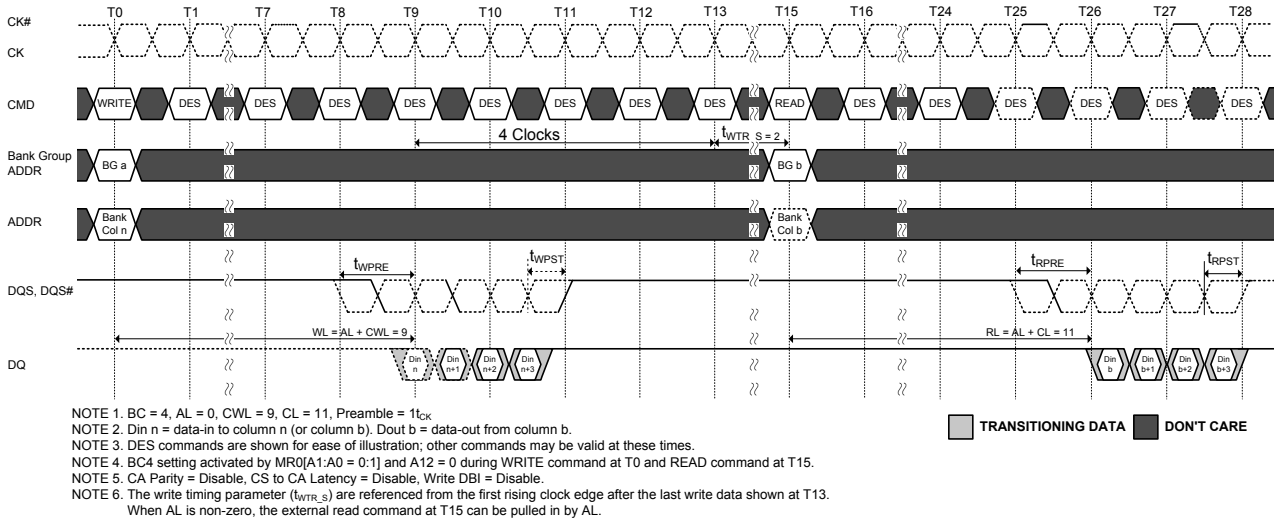 T0 T1 T7 T8 T9 T10 T11 T12 T13 T15 T16 T24 T25 T26 T27 T28
CK#
CK
CMD WRITE DES DES DES DES DES DES DES DES READ DES DES DES DES DES DES
4 Clocks tWTR_S = 2
Bank Group
ADDR
BG a BG b
ADDR
Bank
Col n
Bank
Col b
tWPRE tWPST tRPRE tRPST
DQS, DQS#
WL = AL + CWL = 9 RL = AL + CL = 11
DQ
Din
n
Din
n+1
Din
n+2
Din
n+3
Din
b
Din
b+1
Din
b+2
Din
b+3
NOTE 1. BC = 4, AL = 0, CWL = 9, CL = 11, Preamble = 1tCK
NOTE 2. Din n = data-in to column n (or column b). Dout b = data-out from column b.
NOTE 3. DES commands are shown for ease of illustration; other commands may be valid at these times.
NOTE 4. BC4 setting activated by MR0[A1:A0 = 0:1] and A12 = 0 during WRITE command at T0 and READ command at T15.
NOTE 5. CA Parity = Disable, CS to CA Latency = Disable, Write DBI = Disable.
NOTE 6. The write timing parameter (tWTR_S) are referenced from the first rising clock edge after the last write data shown at T13.
When AL is non-zero, the external read command at T15 can be pulled in by AL.
TRANSITIONING DATA DON'T CARE